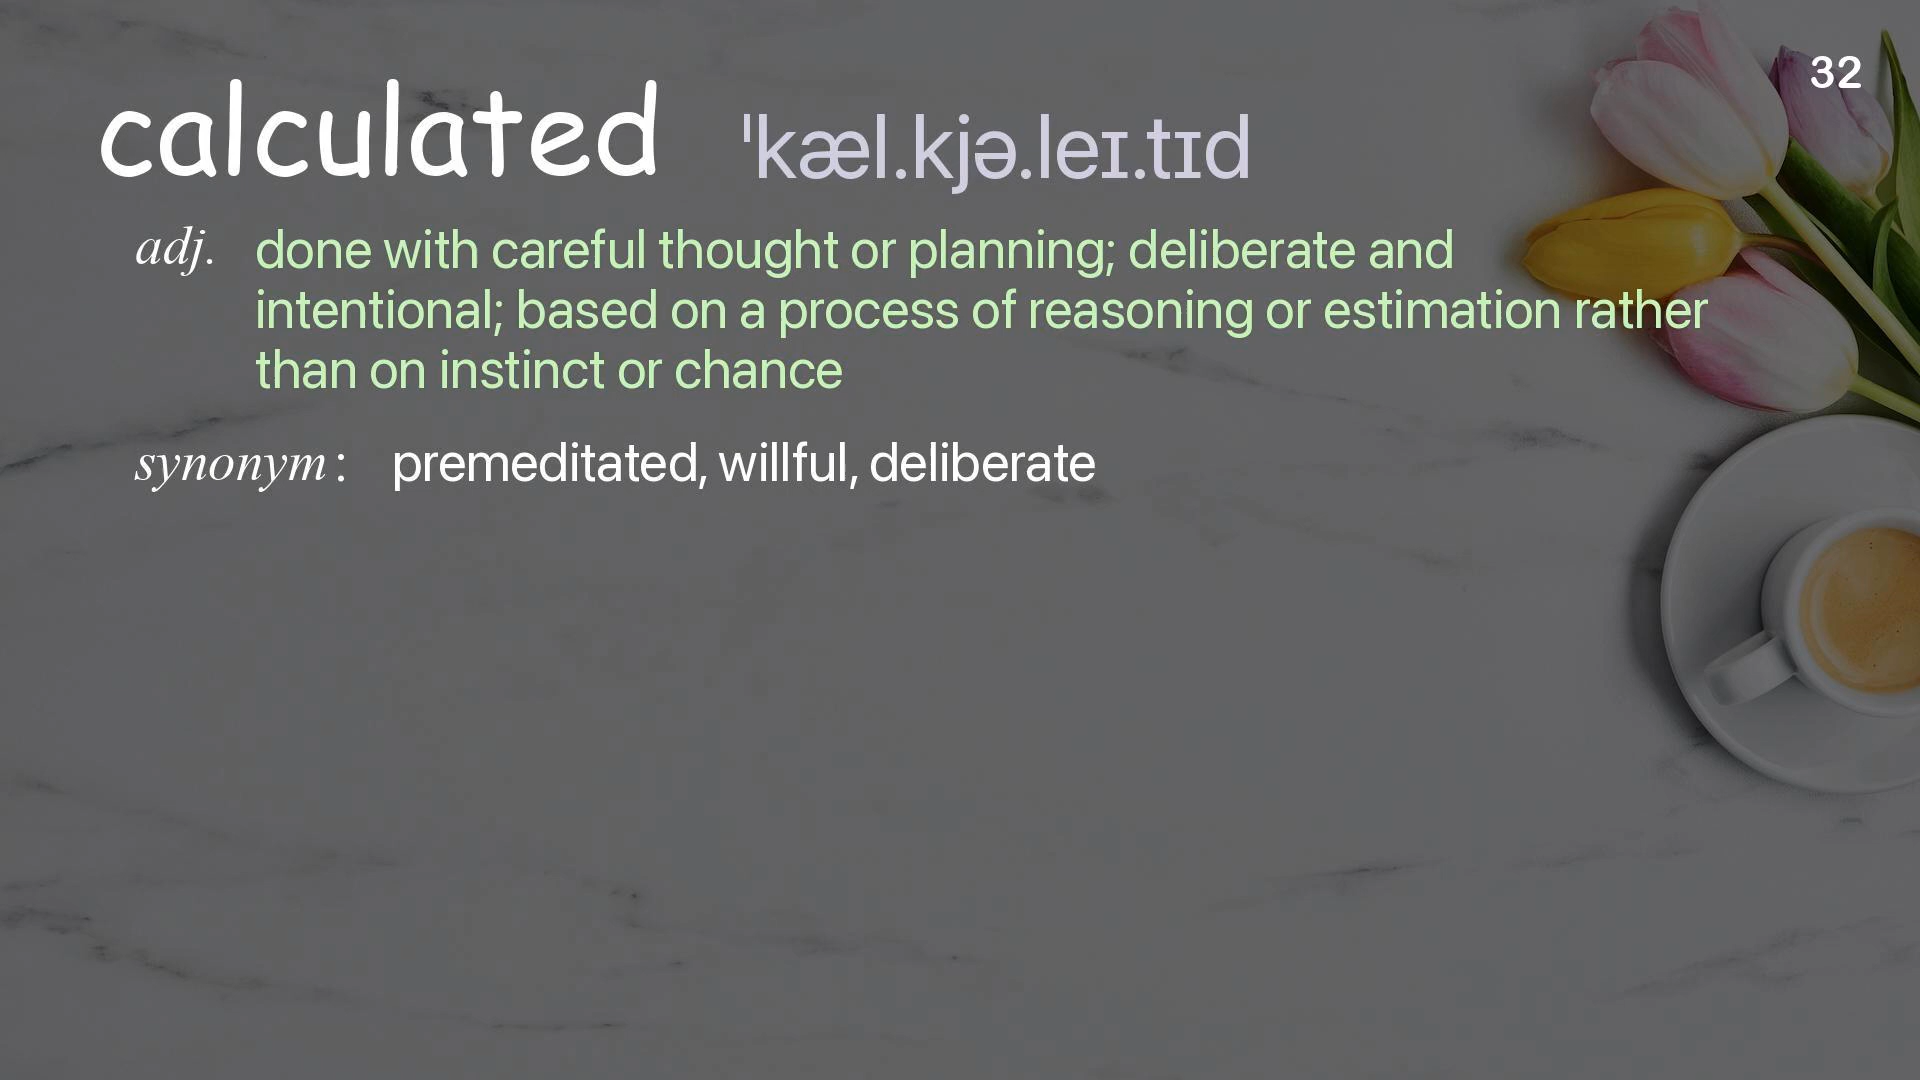 32
calculated ˈkæl.kjə.leɪ.tɪd
adj. done with careful thought or planning; deliberate and
intentional; based on a process of reasoning or estimation rather
than on instinct or chance
synonym : premeditated, willful, deliberate